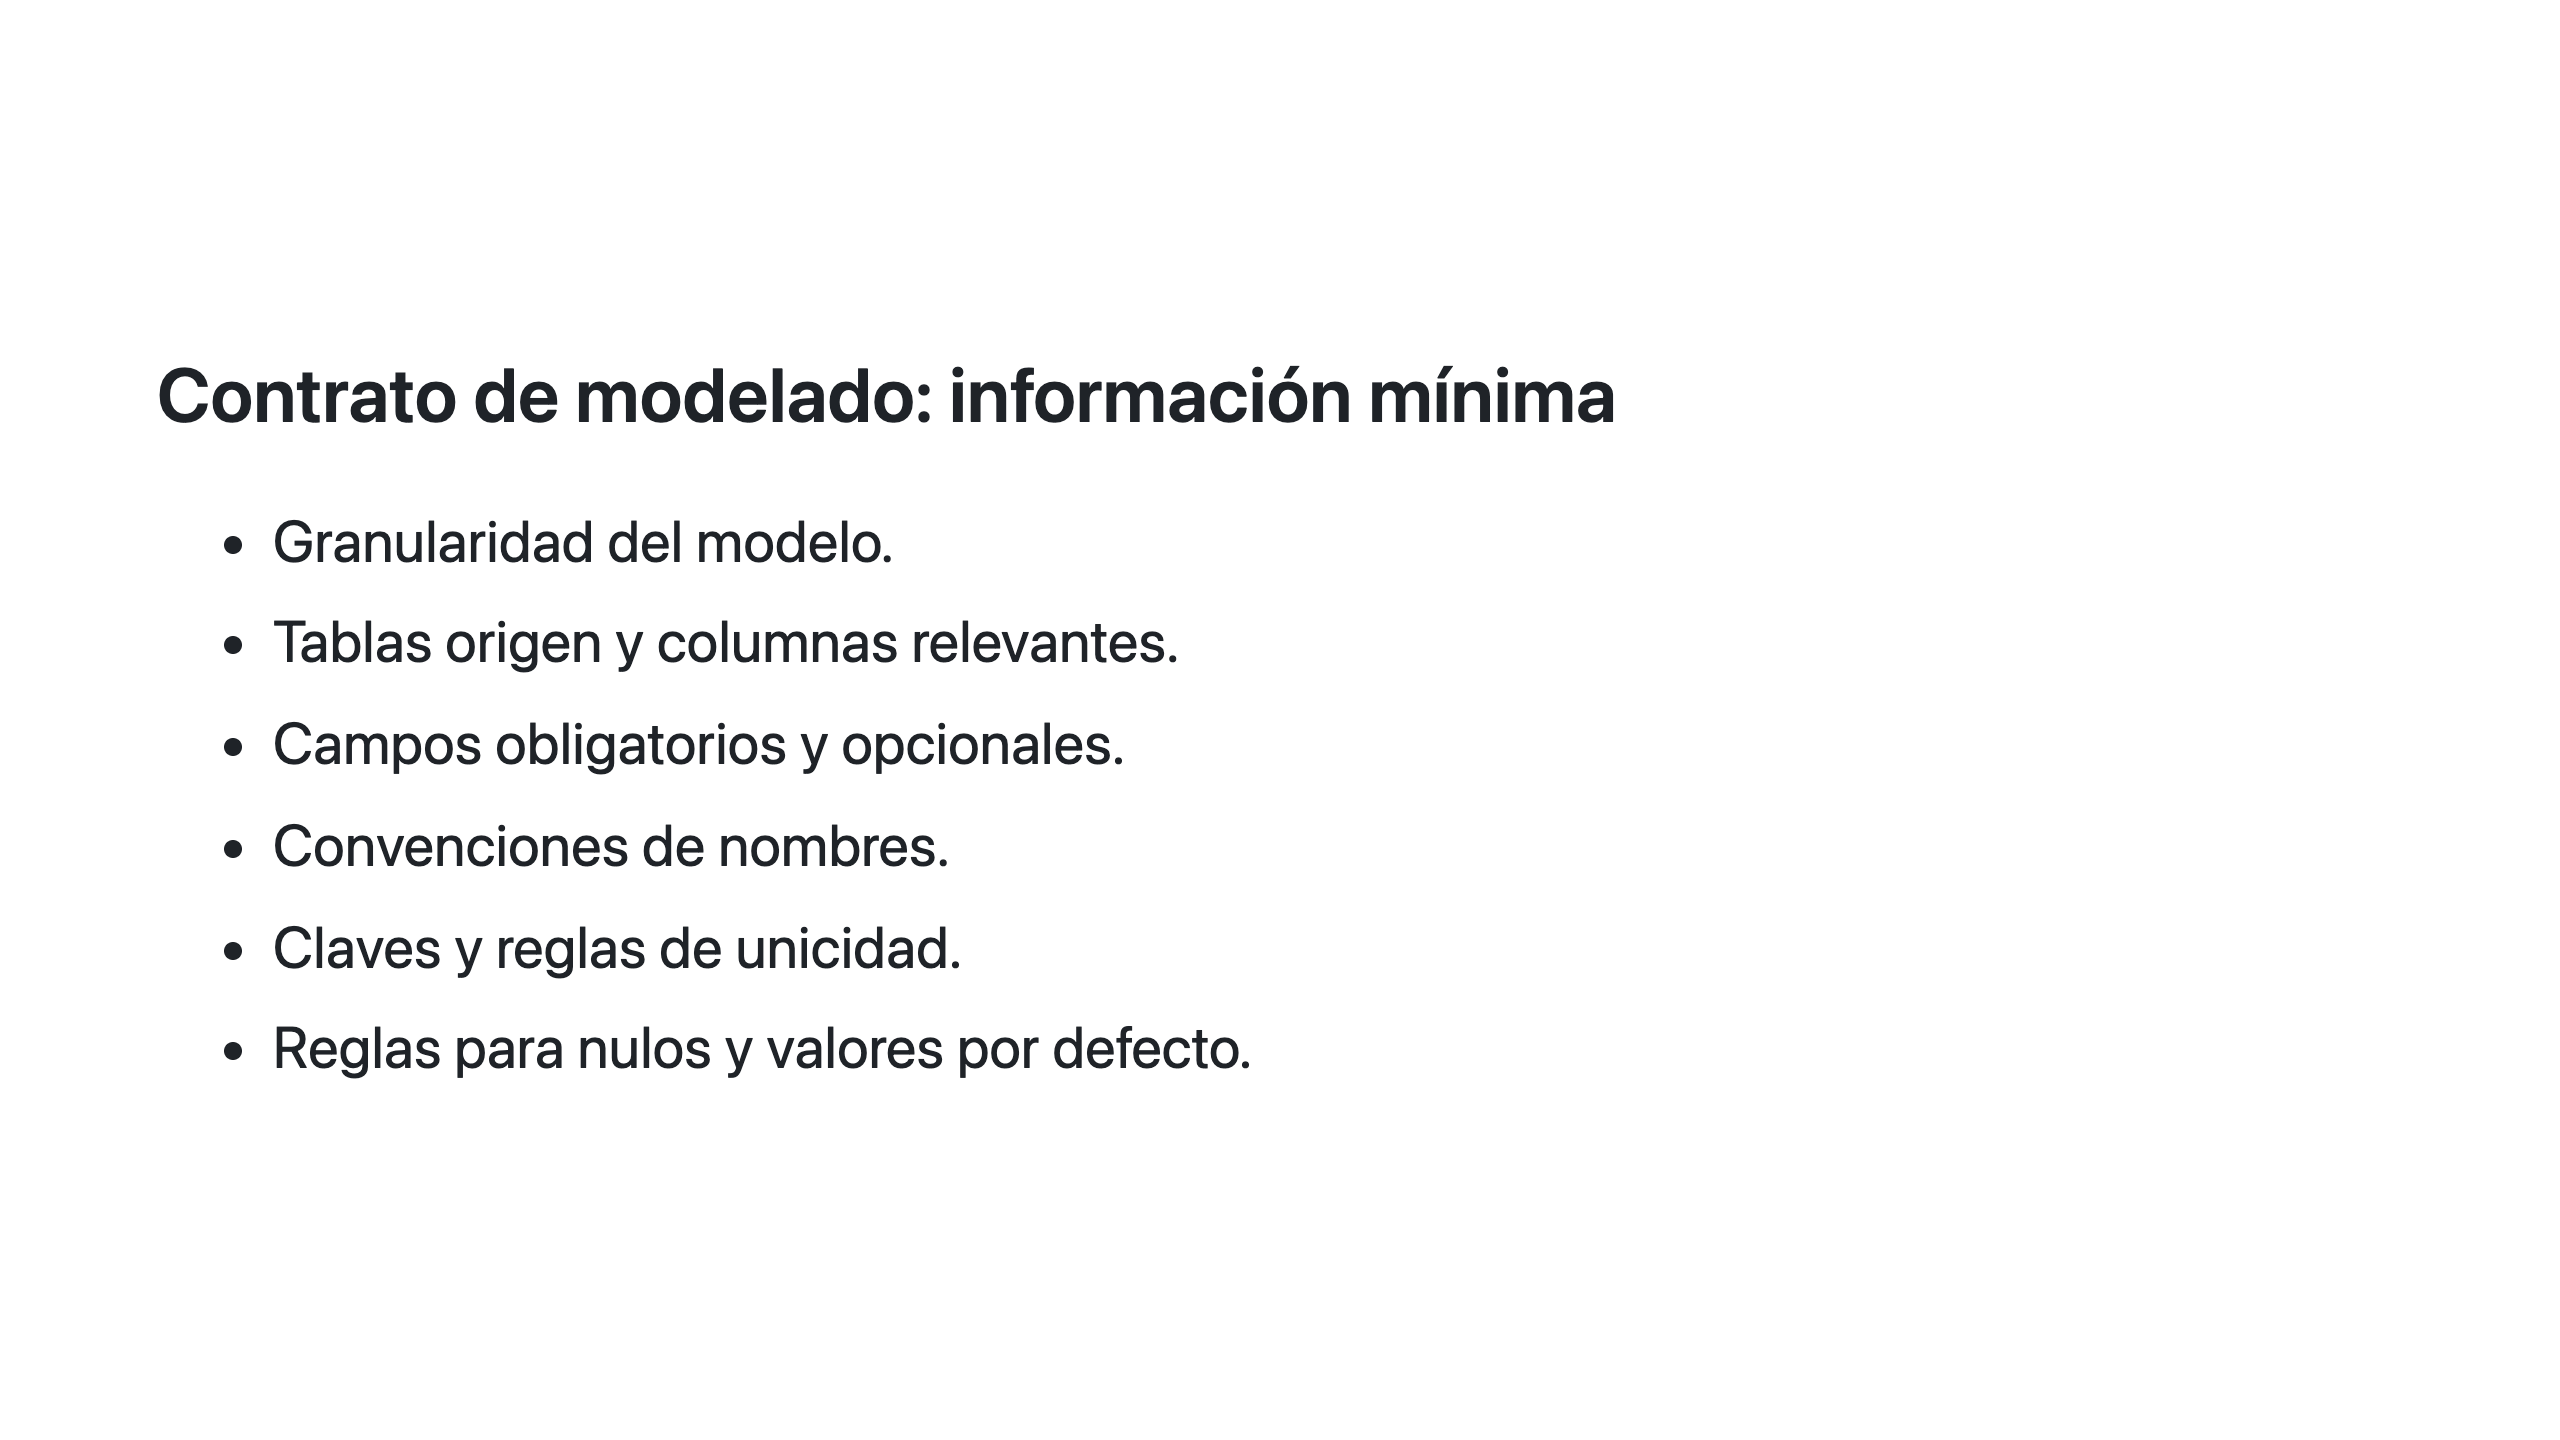 Contrato de modelado: información mínima
• Granularidad del modelo.
• Tablas origen y columnas relevantes.
• Campos obligatorios y opcionales.
• Convenciones de nombres.
• Claves y reglas de unicidad.
• Reglas para nulos y valores por defecto.